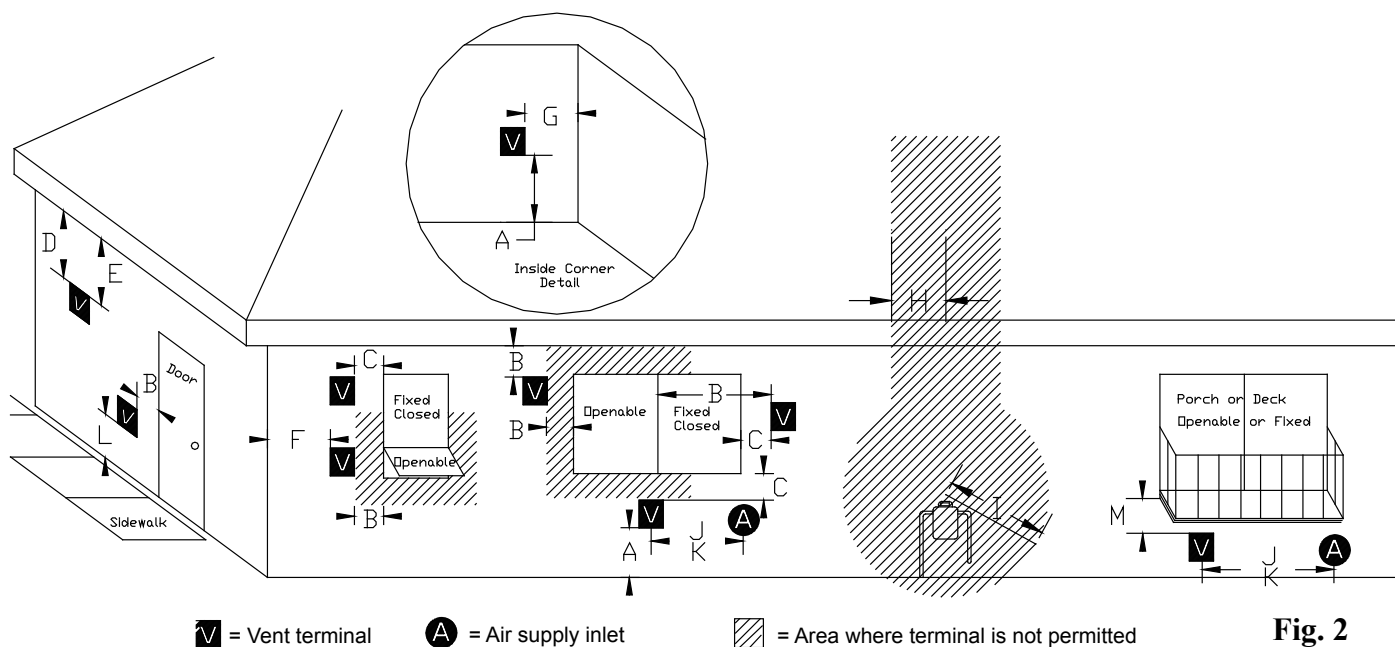 G
V
A
Inside Corner
Detail
D
E
V
H
C
B
B
V
V
Door
B
V
L
Fixed
Closed
Openable
Fixed
Closed
V
B
C
F
V
Openable
B
C
I
Porch or Deck
Openable or Fixed
Sidewalk
V
A
A
J
K
M
V
A
J
K
V = Vent terminal
A = Air supply inlet
= Area where terminal is not permitted
Fig. 2